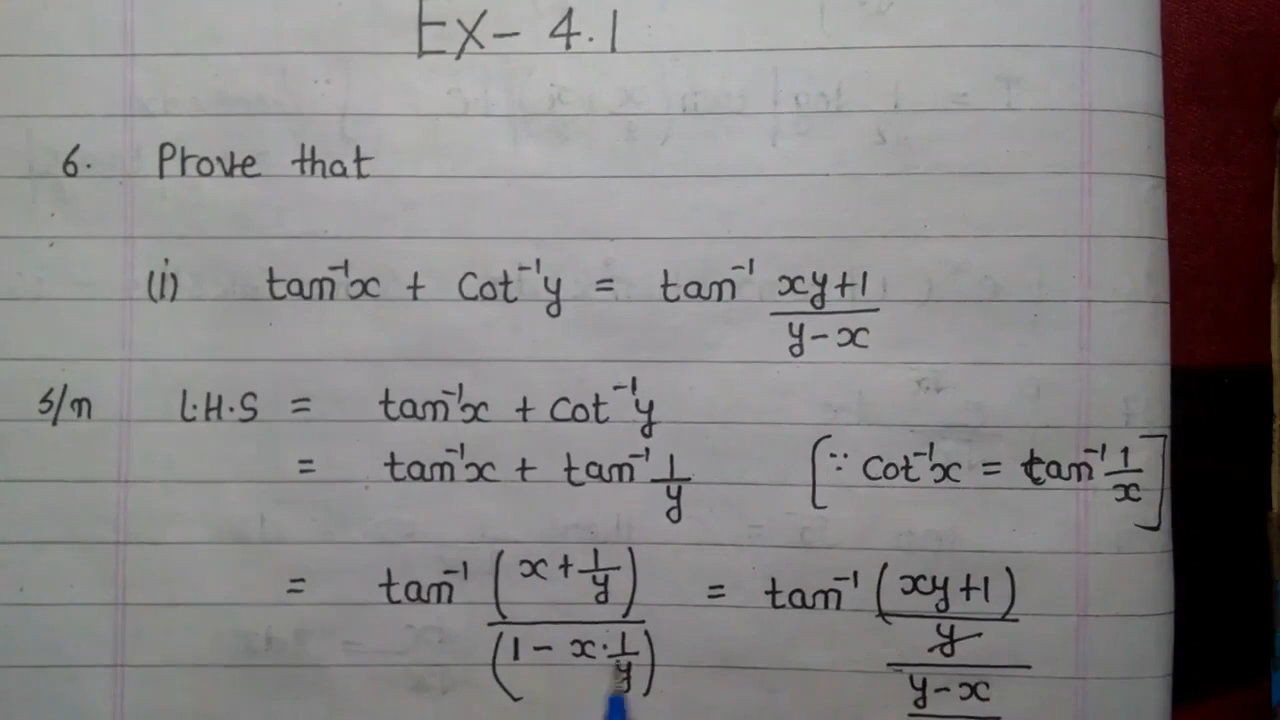 EX- 4.1
6. Prove that
(i) tan⁻¹x + cot⁻¹y = tan⁻¹ (xy+1)/(y-x)
s/n L.H.S = tan⁻¹x + cot⁻¹y
= tan⁻¹x + tan⁻¹ 1/y [∵ cot⁻¹x = tan⁻¹ 1/x]
= tan⁻¹ (x + 1/y)/(1 - x·1/y) = tan⁻¹ (xy+1)/y / y-x